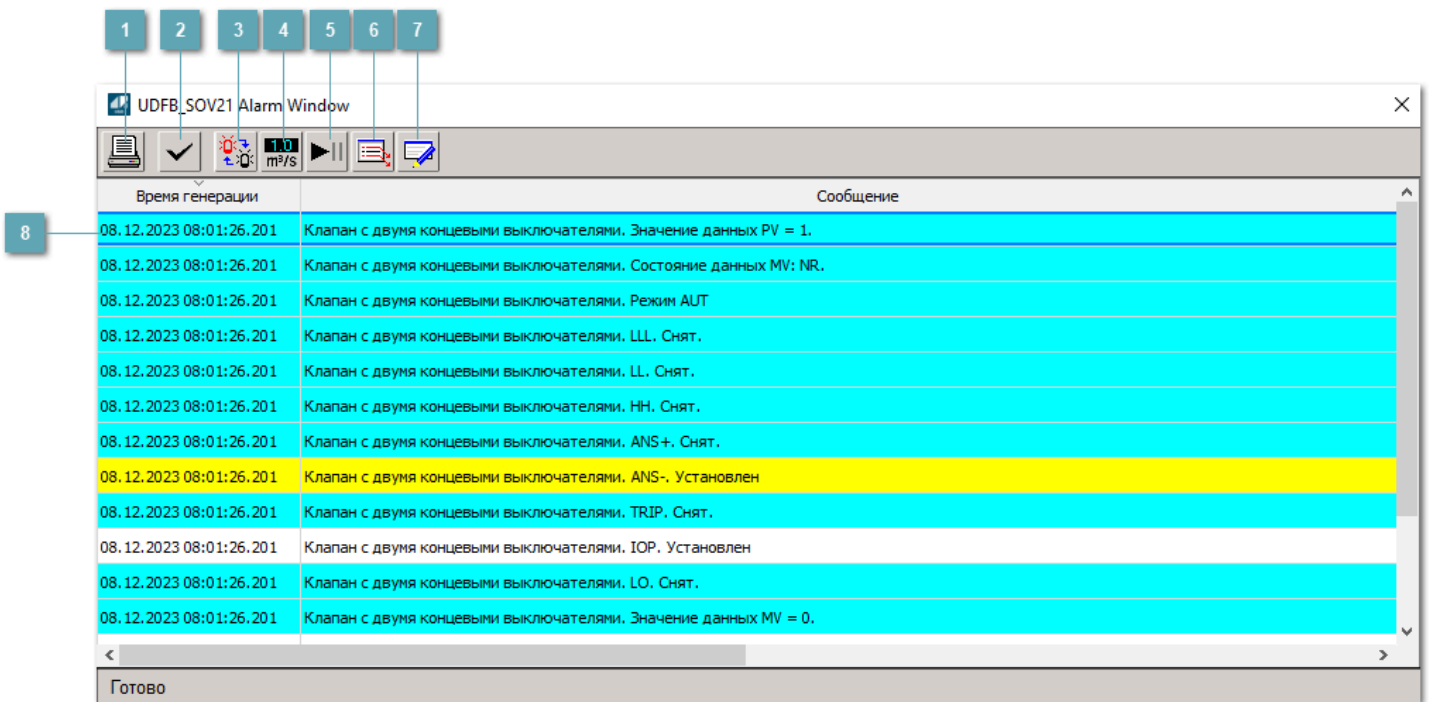 1 2 3 4 5 6 7
UDFB_SOV21 Alarm Window
1.0
m³/s
Время генерации Сообщение
8
08.12.2023 08:01:26.201 Клапан с двумя концевыми выключателями. Значение данных PV = 1.
08.12.2023 08:01:26.201 Клапан с двумя концевыми выключателями. Состояние данных MV: NR.
08.12.2023 08:01:26.201 Клапан с двумя концевыми выключателями. Режим AUT
08.12.2023 08:01:26.201 Клапан с двумя концевыми выключателями. LLL. Снят.
08.12.2023 08:01:26.201 Клапан с двумя концевыми выключателями. LL. Снят.
08.12.2023 08:01:26.201 Клапан с двумя концевыми выключателями. HH. Снят.
08.12.2023 08:01:26.201 Клапан с двумя концевыми выключателями. ANS+. Снят.
08.12.2023 08:01:26.201 Клапан с двумя концевыми выключателями. ANS-. Установлен
08.12.2023 08:01:26.201 Клапан с двумя концевыми выключателями. TRIP. Снят.
08.12.2023 08:01:26.201 Клапан с двумя концевыми выключателями. IOP. Установлен
08.12.2023 08:01:26.201 Клапан с двумя концевыми выключателями. LO. Снят.
08.12.2023 08:01:26.201 Клапан с двумя концевыми выключателями. Значение данных MV = 0.
Готово